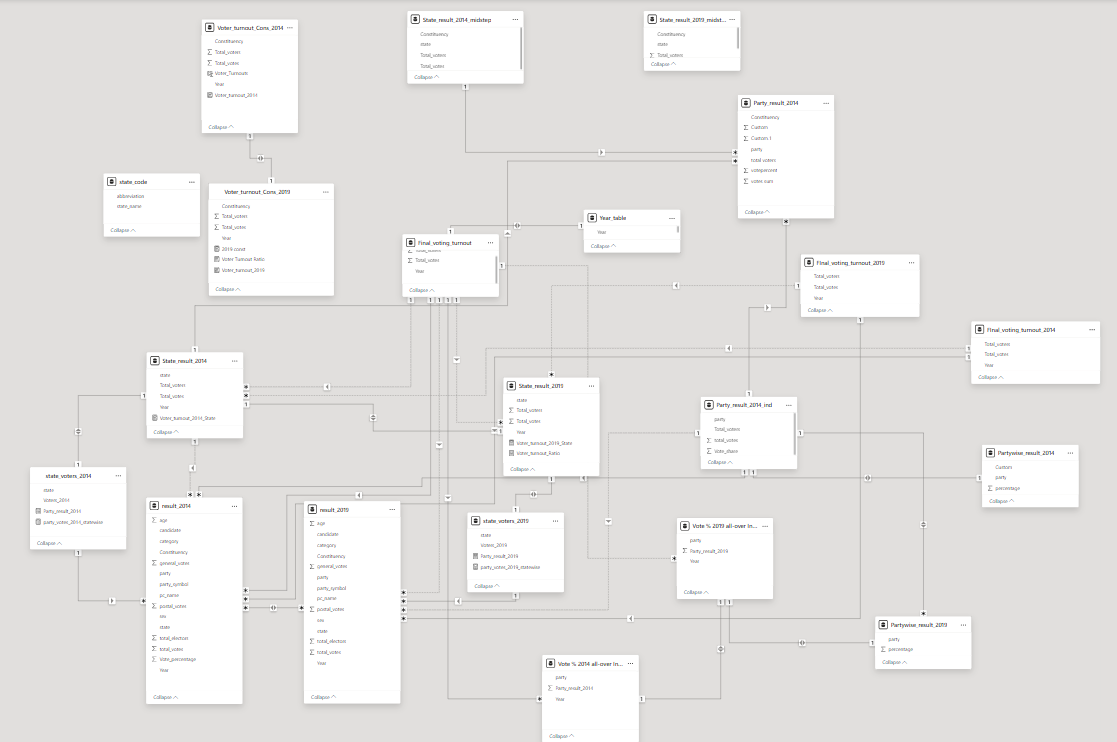 Voter_turnout_Cons_2014
Constituency
Total_voters
Total_votes
Voter_Turnouts
Year
Voter_turnout_2014
Collapse
State_result_2014_midstep
Constituency
state
Total_voters
Total_votes
Collapse
State_result_2019_midst...
Constituency
state
Total_voters
Collapse
Party_result_2014
Constituency
Custom
Custom.1
party
total_voters
votepercent
votes sum
Collapse
state_code
abbreviation
state_name
Collapse
Voter_turnout_Cons_2019
Constituency
Total_voters
Total_votes
Year
2019 const
Voter Turnout Ratio
Voter_turnout_2019
Collapse
Year_table
Year
Collapse
Final_voting_turnout
Total_votes
Year
Collapse
Final_voting_turnout_2019
Total_voters
Total_votes
Year
Collapse
Final_voting_turnout_2014
Total_voters
Total_votes
Year
Collapse
State_result_2014
state
Total_voters
Total_votes
Year
Voter_turnout_2014_State
Collapse
State_result_2019
state
Total_voters
Total_votes
Year
Voter_turnout_2019_State
Voter_turnout_Ratio
Collapse
Party_result_2014_ind
party
Total_voters
total_votes
Vote_share
Collapse
Partywise_result_2014
Custom
party
percentage
Collapse
state_voters_2014
state
Voters_2014
Party_result_2014
party_voters_2014_statewise
Collapse
result_2014
age
candidate
category
Constituency
general_votes
party
party_symbol
pc_name
postal_votes
sex
state
total_electors
total_votes
Vote_percentage
Year
Collapse
result_2019
age
candidate
category
Constituency
general_votes
party
party_symbol
pc_name
postal_votes
sex
state
total_electors
total_votes
Year
Collapse
state_voters_2019
state
Voters_2019
Party_result_2019
party_voters_2019_statewise
Collapse
Vote % 2019 all-over In...
party
Party_result_2019
Year
Collapse
Partywise_result_2019
party
percentage
Collapse
Vote % 2014 all-over In...
party
Party_result_2014
Year
Collapse